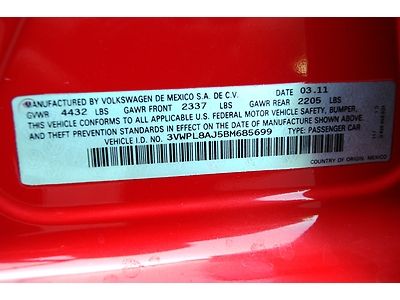 MANUFACTURED BY VOLKSWAGEN DE MEXICO S.A. DE C.V. DATE 03.11
GVWR 4432 LBS GAWR FRONT 2337 LBS GAWR REAR 2205 LBS
THIS VEHICLE CONFORMS TO ALL APPLICABLE U.S. FEDERAL MOTOR VEHICLE SAFETY, BUMPER,
AND THEFT PREVENTION STANDARDS IN EFFECT ON THE DATE OF MANUFACTURE SHOWN ABOVE.
VEHICLE I.D. NO. 3VWPL8AJ5BM685699 TYPE: PASSENGER CAR
COUNTRY OF ORIGIN: MEXICO